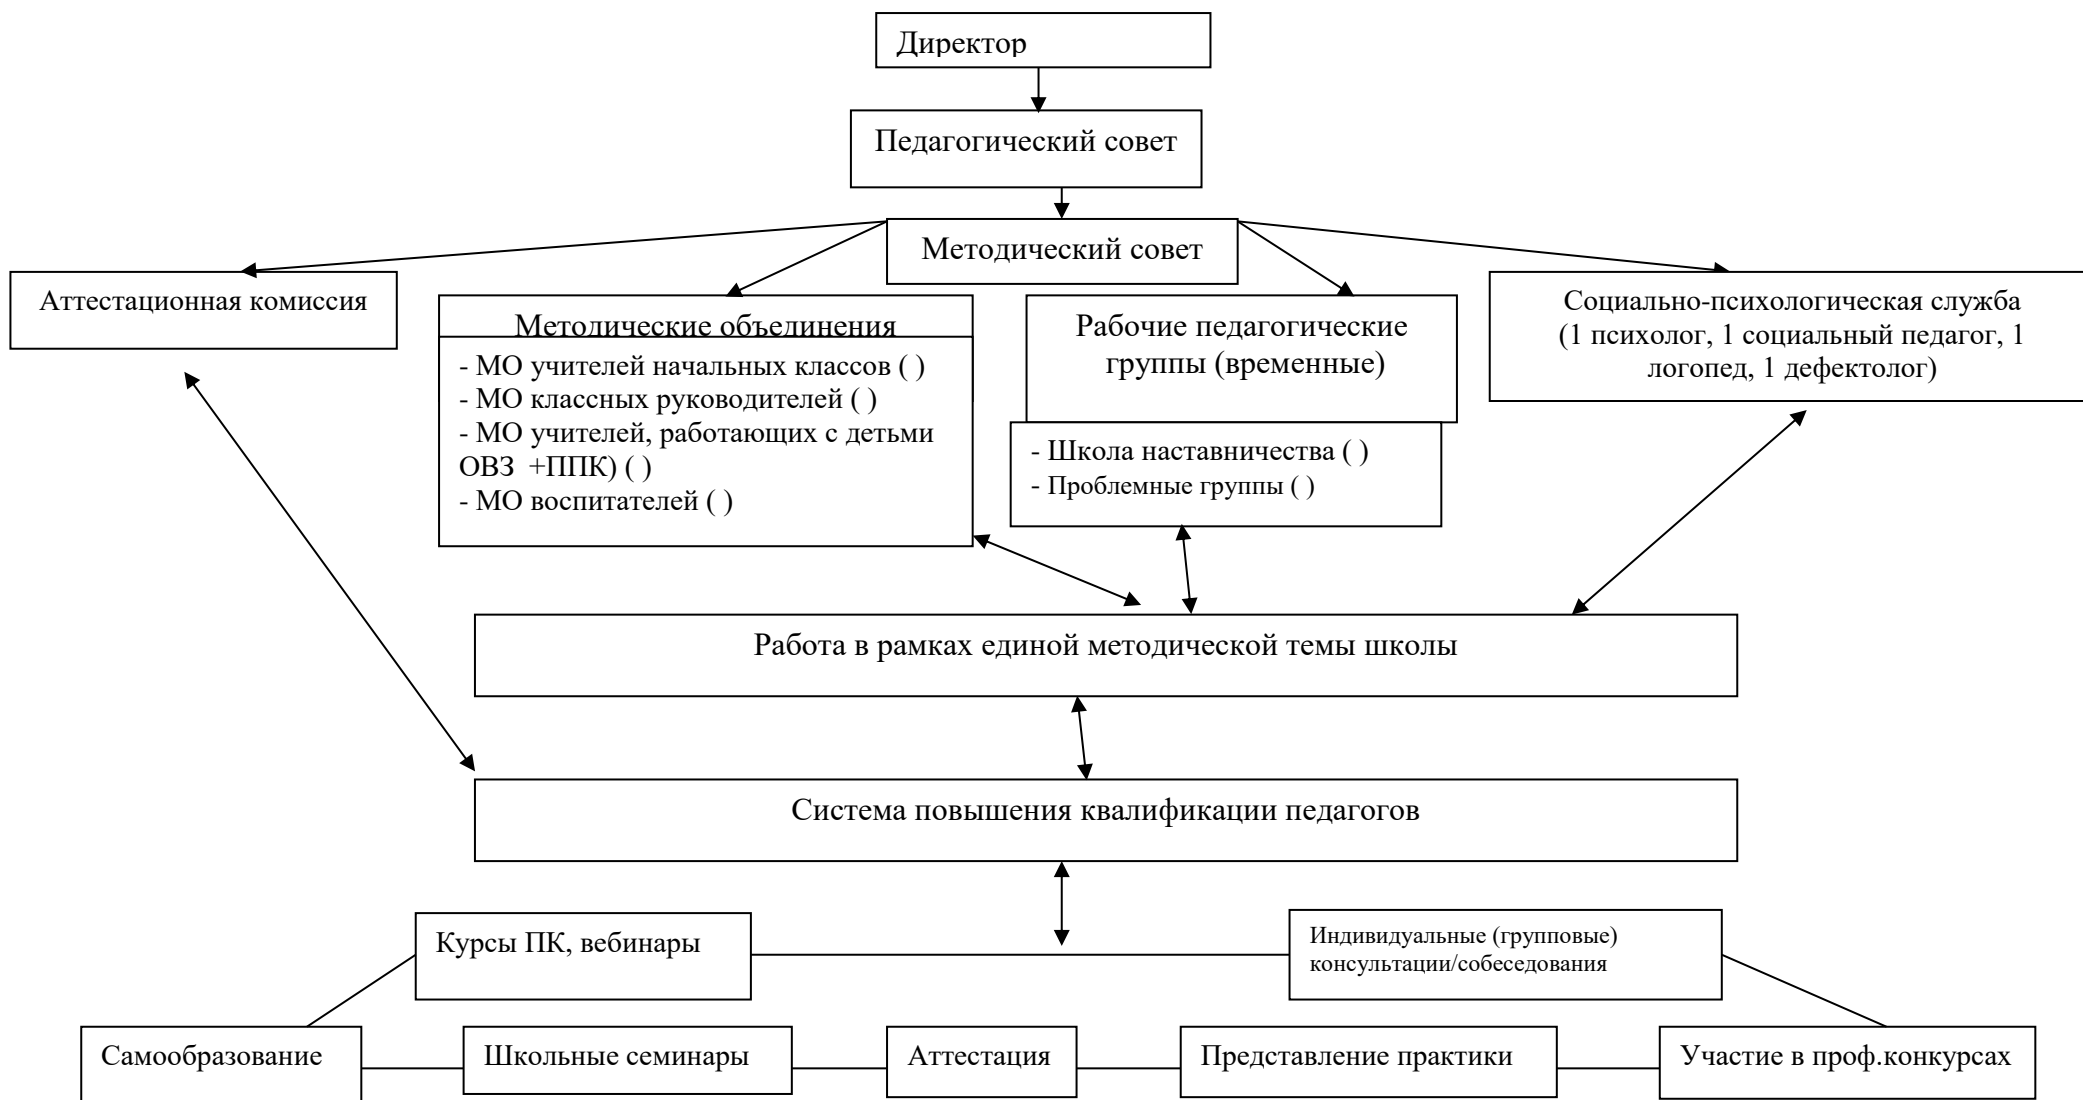 Директор
Педагогический совет
Методический совет
Аттестационная комиссия
Методические объединения
- МО учителей начальных классов ( )
- МО классных руководителей ( )
- МО учителей, работающих с детьми
ОВЗ +ППК) ( )
- МО воспитателей ( )
Рабочие педагогические
группы (временные)
- Школа наставничества ( )
- Проблемные группы ( )
Социально-психологическая служба
(1 психолог, 1 социальный педагог, 1
логопед, 1 дефектолог)
Работа в рамках единой методической темы школы
Система повышения квалификации педагогов
Курсы ПК, вебинары
Индивидуальные (групповые)
консультации/собеседования
Самообразование
Школьные семинары
Аттестация
Представление практики
Участие в проф.конкурсах